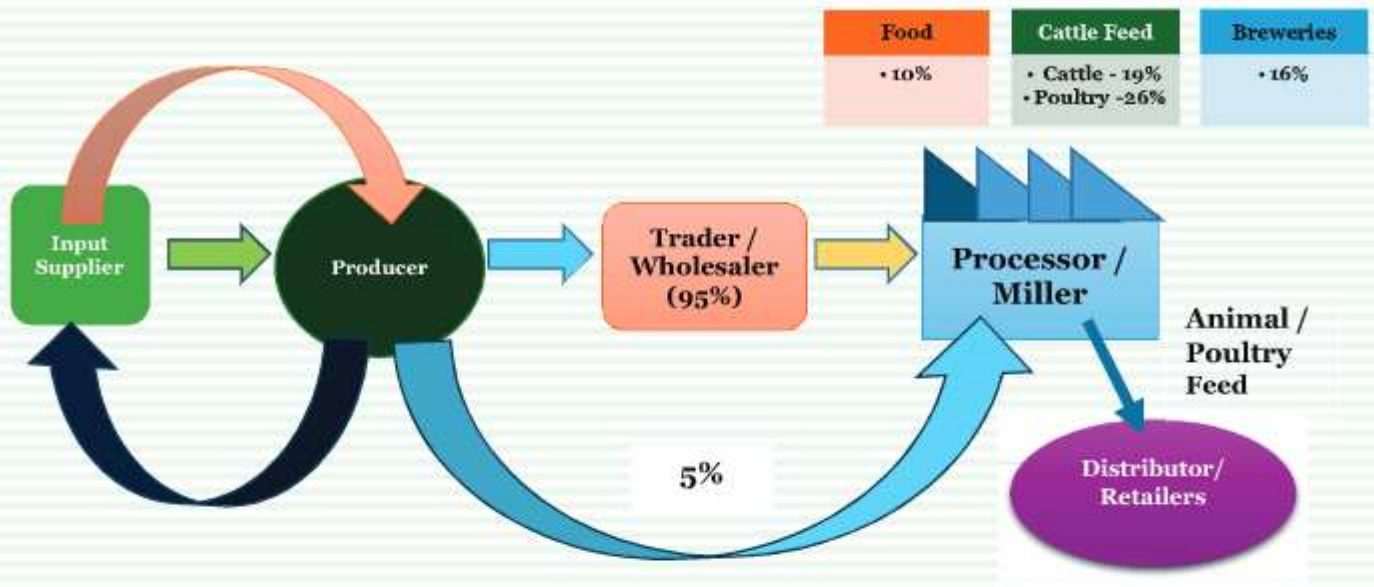 Food
• 10%
Cattle Feed
• Cattle - 19%
• Poultry -26%
Breweries
• 16%
Input
Supplier
Producer
Trader /
Wholesaler
(95%)
Processor /
Miller
Animal /
Poultry
Feed
5%
Distributor/
Retailers